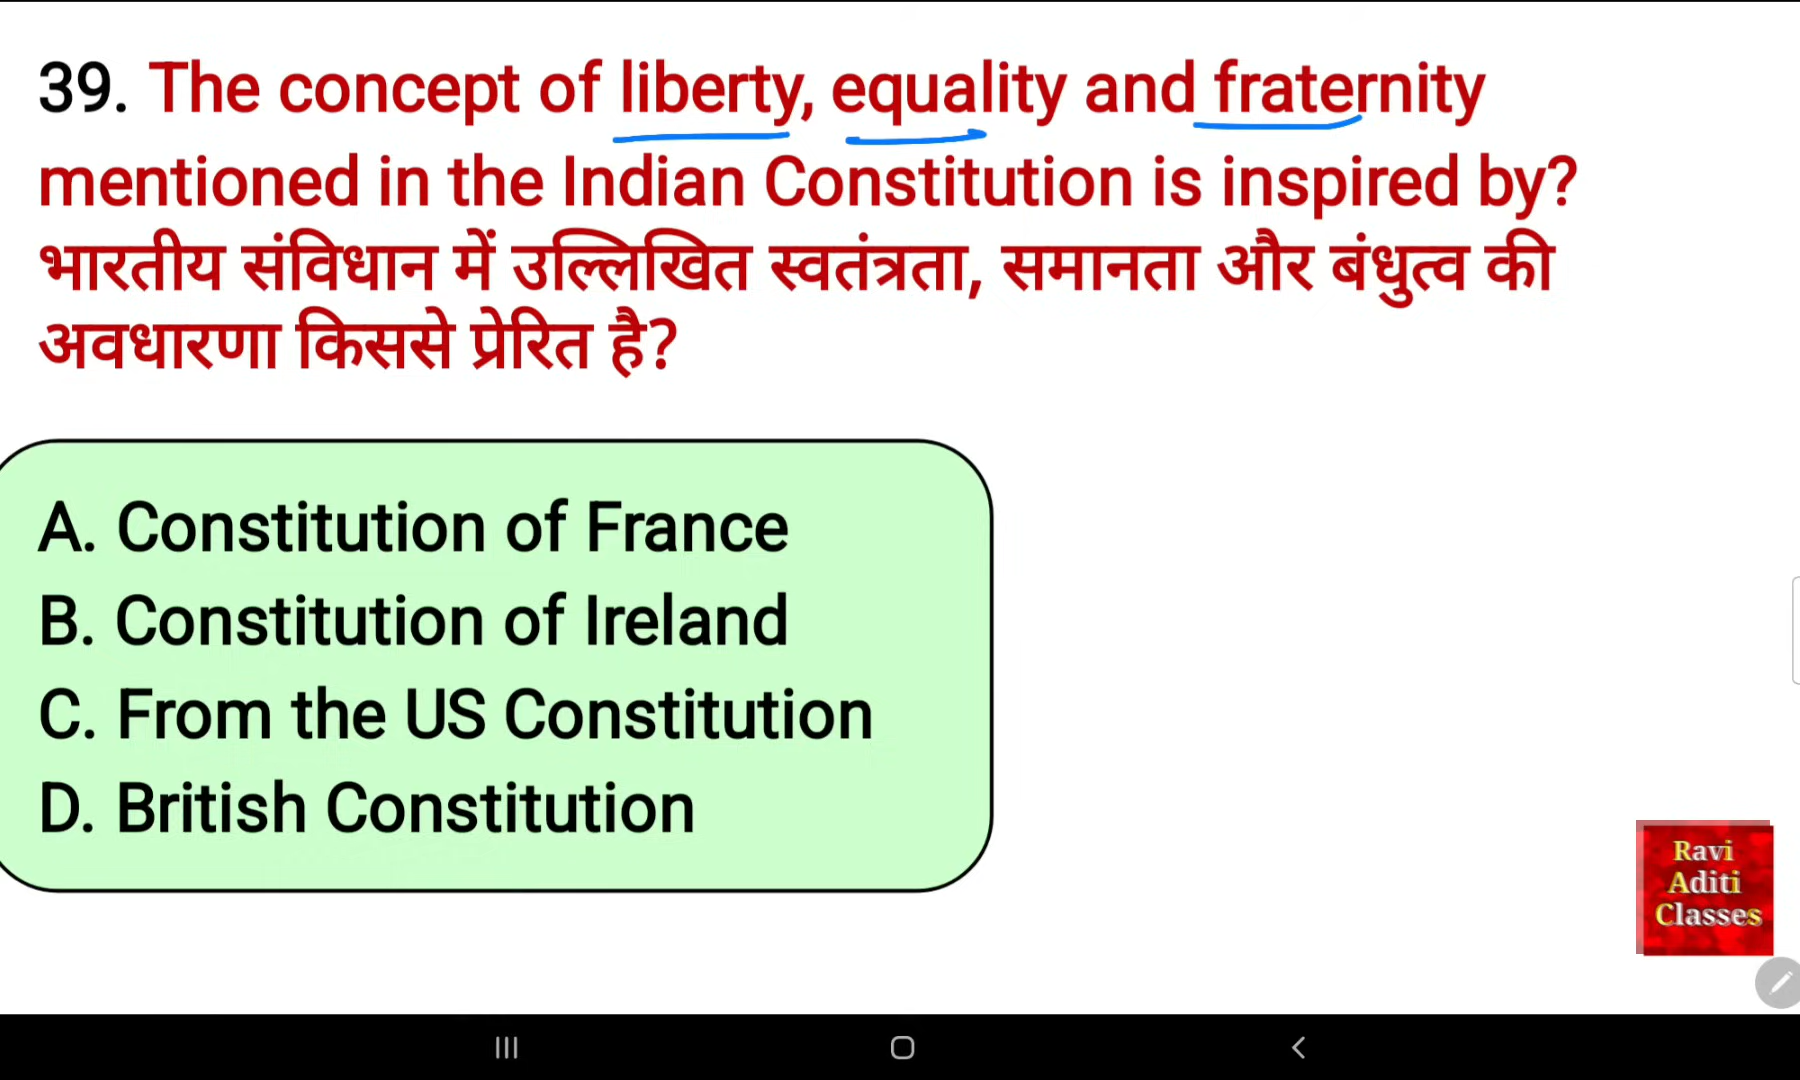 39. The concept of liberty, equality and fraternity
mentioned in the Indian Constitution is inspired by?
भारतीय संविधान में उल्लिखित स्वतंत्रता, समानता और बंधुत्व की
अवधारणा किससे प्रेरित है?
A. Constitution of France
B. Constitution of Ireland
C. From the US Constitution
D. British Constitution
Ravi
Aditi
Classes